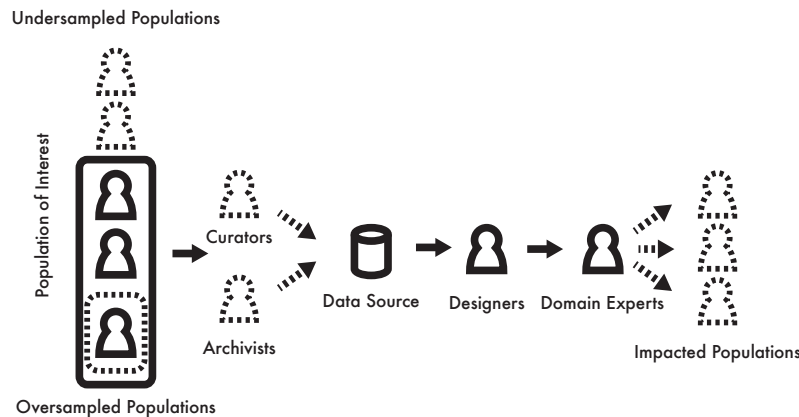 Undersampled Populations
Population of Interest
Curators
Archivists
Data Source
Designers
Domain Experts
Impacted Populations
Oversampled Populations